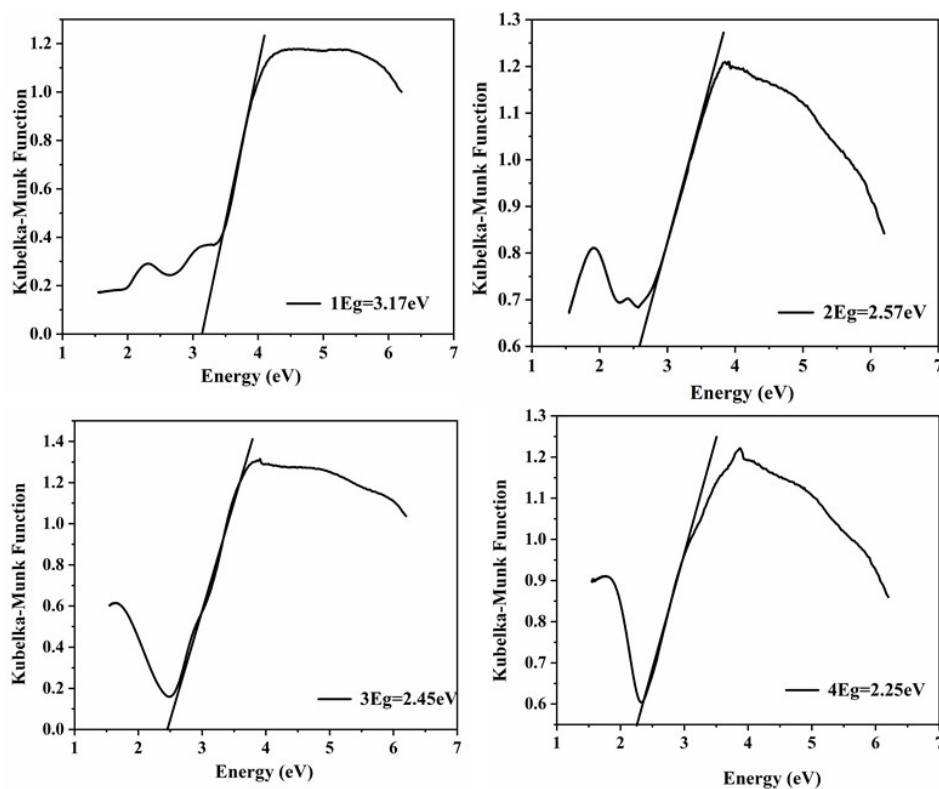 Kubelka-Munk Function
1.2
1.0
0.8
0.6
0.4
0.2
0.0
1 2 3 4 5 6 7
Energy (eV)
1Eg=3.17eV
Kubelka-Munk Function
1.3
1.2
1.1
1.0
0.9
0.8
0.7
0.6
1 2 3 4 5 6 7
Energy (eV)
2Eg=2.57eV
Kubelka-Munk Function
1.4
1.2
1.0
0.8
0.6
0.4
0.2
0.0
1 2 3 4 5 6 7
Energy (eV)
3Eg=2.45eV
Kubelka-Munk Function
1.3
1.2
1.1
1.0
0.9
0.8
0.7
0.6
1 2 3 4 5 6 7
Energy (eV)
4Eg=2.25eV